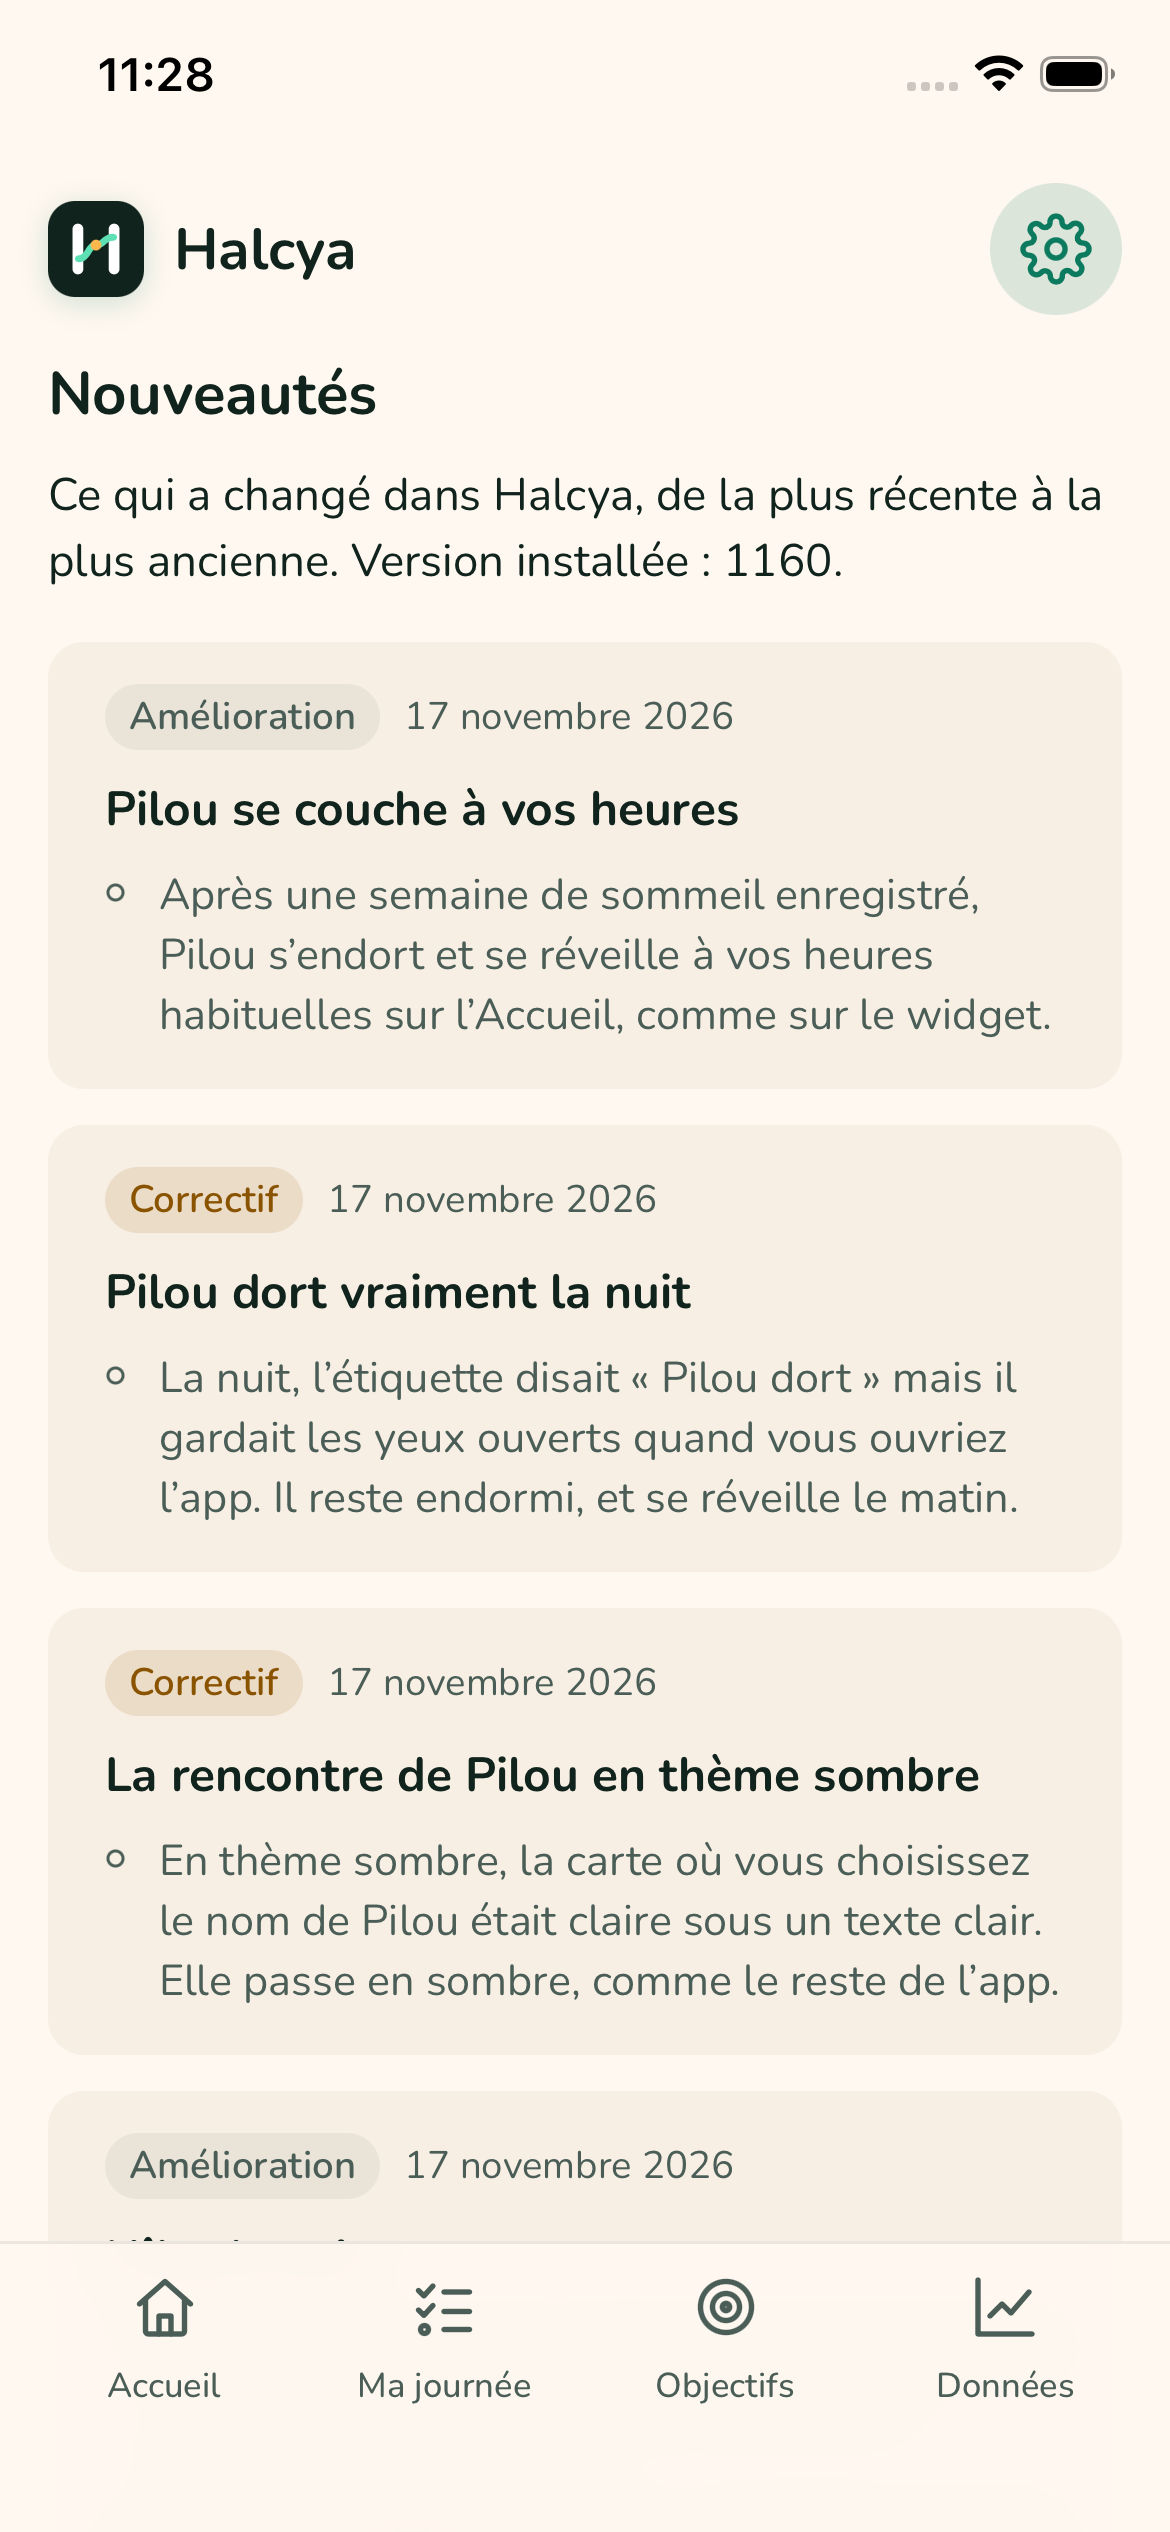 11:28
Halcya
Nouveautés
Ce qui a changé dans Halcya, de la plus récente à la
plus ancienne. Version installée : 1160.
Amélioration 17 novembre 2026
Pilou se couche à vos heures
Après une semaine de sommeil enregistré,
Pilou s’endort et se réveille à vos heures
habituelles sur l’Accueil, comme sur le widget.
Correctif 17 novembre 2026
Pilou dort vraiment la nuit
La nuit, l’étiquette disait « Pilou dort » mais il
gardait les yeux ouverts quand vous ouvriez
l’app. Il reste endormi, et se réveille le matin.
Correctif 17 novembre 2026
La rencontre de Pilou en thème sombre
En thème sombre, la carte où vous choisissez
le nom de Pilou était claire sous un texte clair.
Elle passe en sombre, comme le reste de l’app.
Amélioration 17 novembre 2026
Accueil Ma journée Objectifs Données